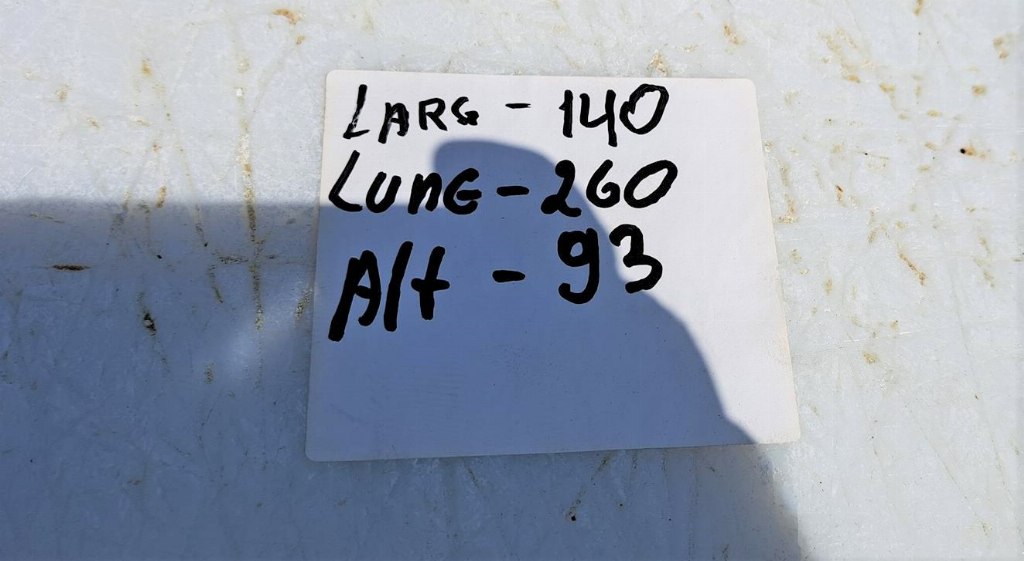 LARG - 140
LUNG - 260
Alt - 93